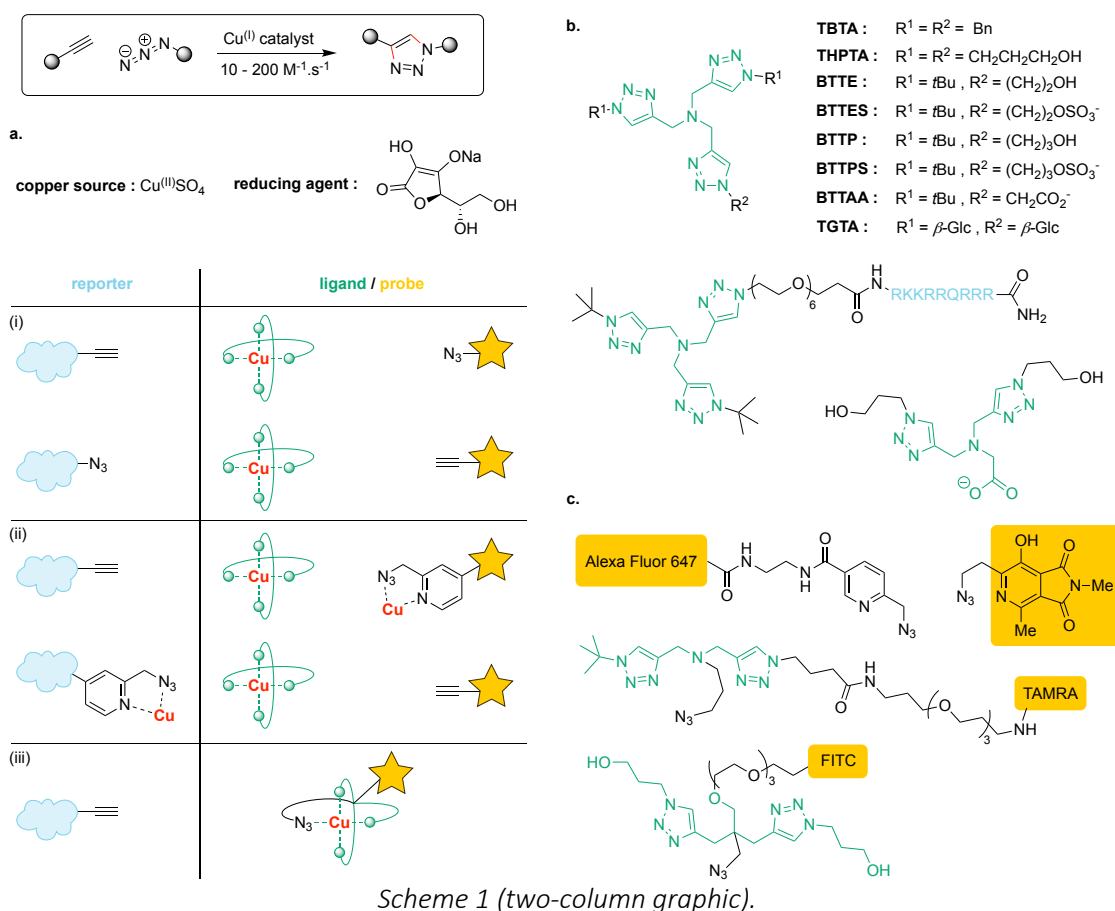 Cu(I) catalyst
10 - 200 M-1.s-1
N N N
N N N
a.
copper source : Cu(II)SO4
reducing agent :
HO
ONa
O
O
OH
OH
reporter
ligand / probe
(i)
Cu
N3
N3
Cu
(ii)
Cu
N3
N
Cu
N3
N
Cu
Cu
(iii)
N3
Cu
b.
TBTA : R1 = R2 = Bn
THPTA : R1 = R2 = CH2CH2CH2OH
BTTE : R1 = tBu , R2 = (CH2)2OH
BTTES : R1 = tBu , R2 = (CH2)2OSO3-
BTTP : R1 = tBu , R2 = (CH2)3OH
BTTPS : R1 = tBu , R2 = (CH2)3OSO3-
BTTAA : R1 = tBu , R2 = CH2CO2-
TGTA : R1 = β-Glc , R2 = β-Glc
N=N
N
R1
N=N
R1-N
N
N
N
N
R2
N=N
N
O
6
O
H
N
RKKRRQRRR
O
NH2
N
N
N
N
N
N
N
HO
N
N
N
N
N
N
N
OH
O
O
c.
Alexa Fluor 647
O
H
N
N
H
O
N
N3
OH
O
N3
N
N-Me
Me
O
N
N
N
N
N
N
N
N3
O
H
N
O
3
NH
TAMRA
HO
O
3
FITC
O
N
N
N
N
N
N
N3
OH
Scheme 1 (two-column graphic).